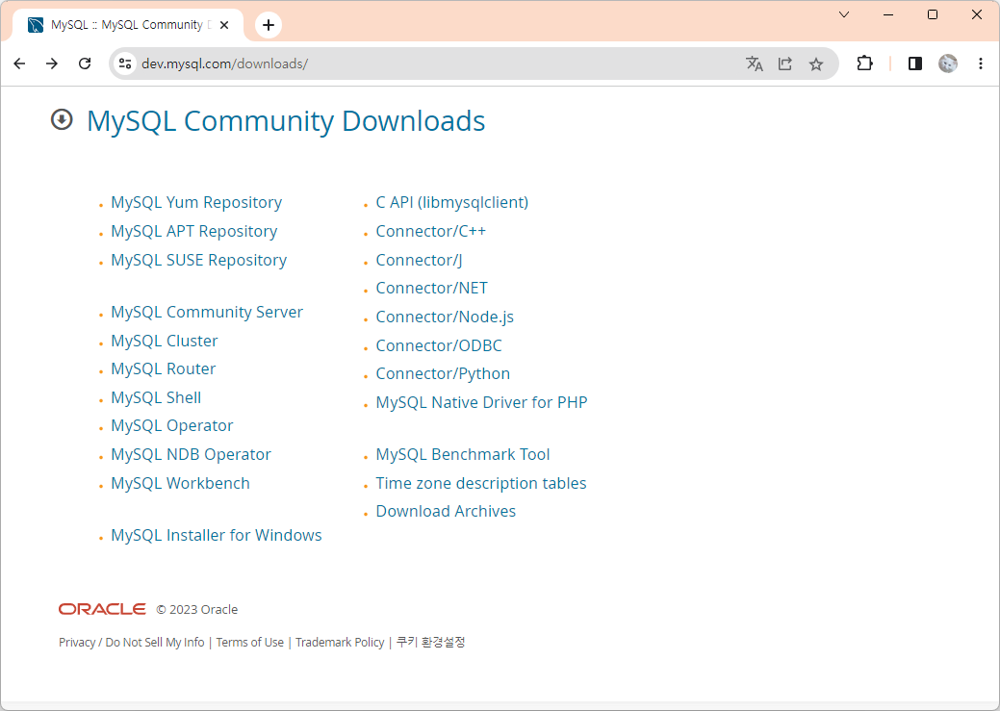 MySQL :: MySQL Community D
dev.mysql.com/downloads/
MySQL Community Downloads
MySQL Yum Repository
MySQL APT Repository
MySQL SUSE Repository
MySQL Community Server
MySQL Cluster
MySQL Router
MySQL Shell
MySQL Operator
MySQL NDB Operator
MySQL Workbench
MySQL Installer for Windows
C API (libmysqlclient)
Connector/C++
Connector/J
Connector/NET
Connector/Node.js
Connector/ODBC
Connector/Python
MySQL Native Driver for PHP
MySQL Benchmark Tool
Time zone description tables
Download Archives
ORACLE © 2023 Oracle
Privacy / Do Not Sell My Info | Terms of Use | Trademark Policy | 쿠키 환경설정